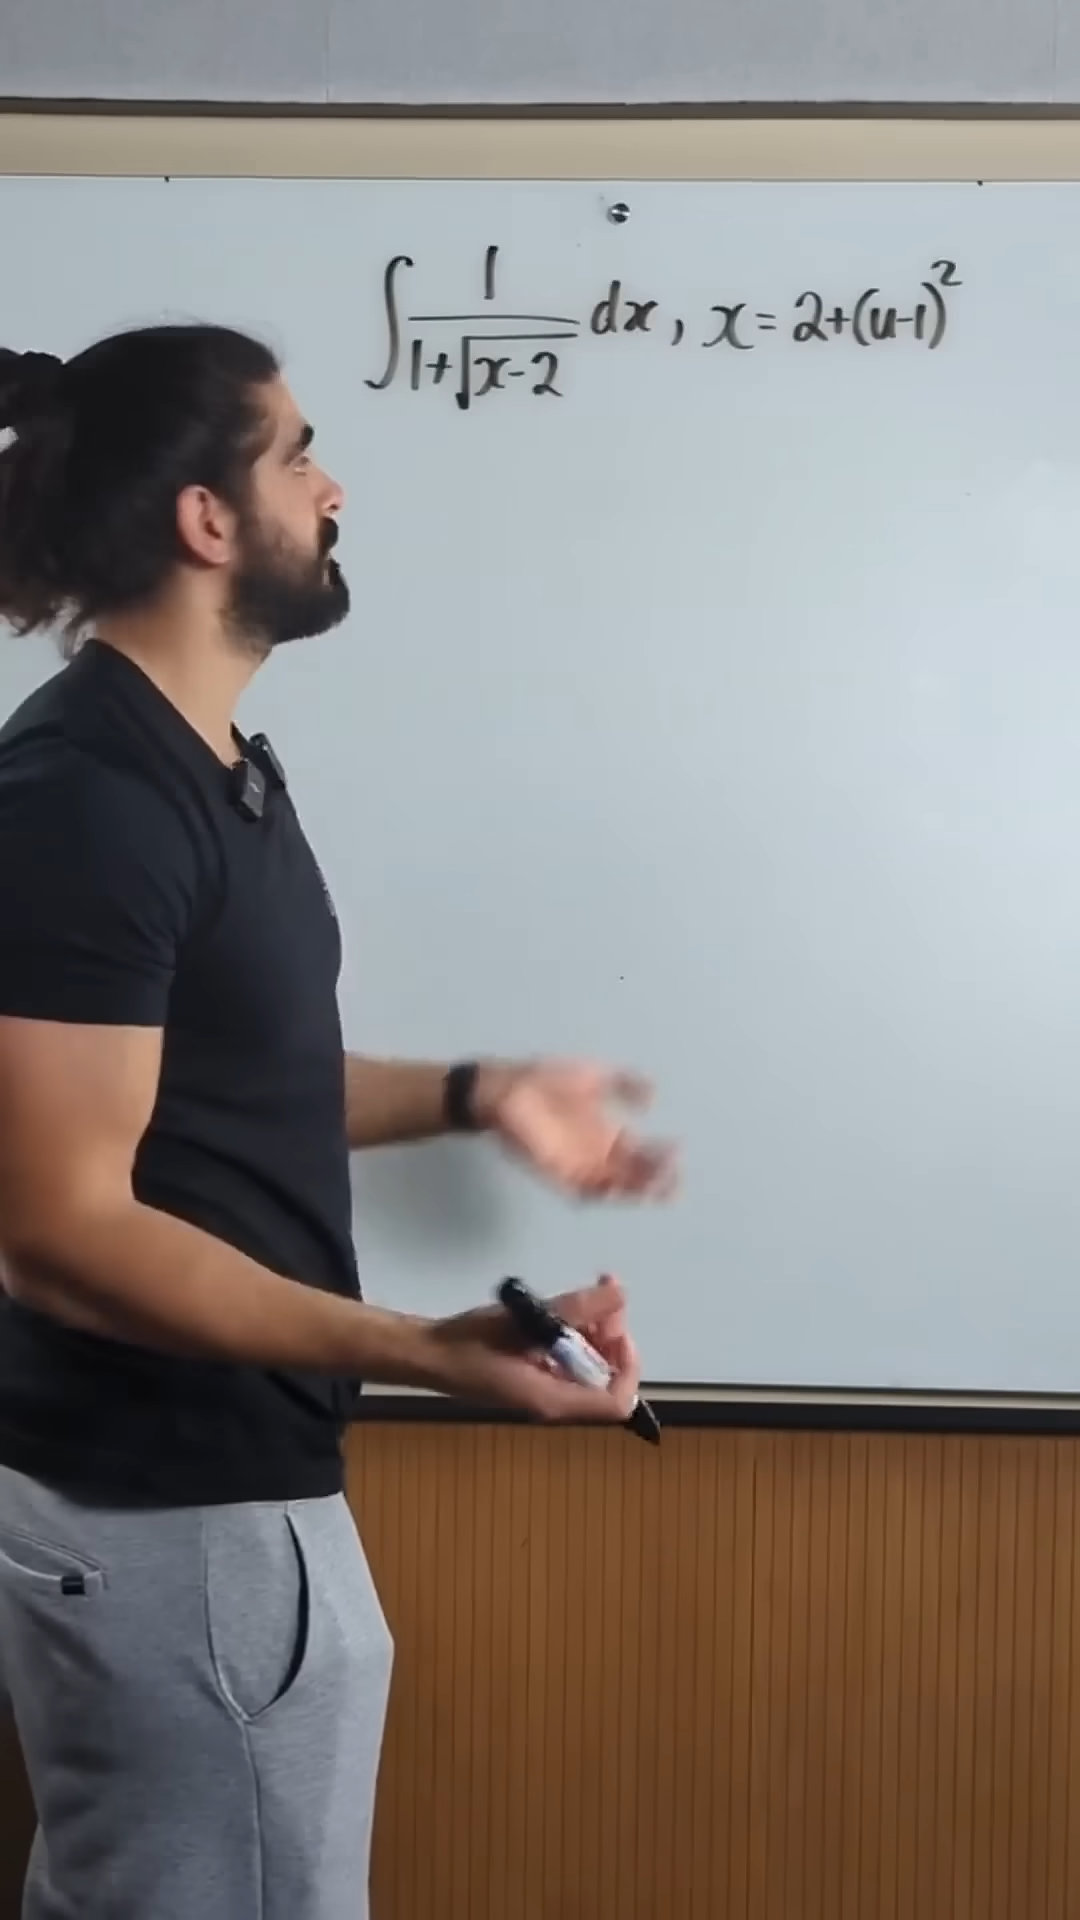 ∫ 1/(1+√(x-2)) dx, x = 2+(u-1)²